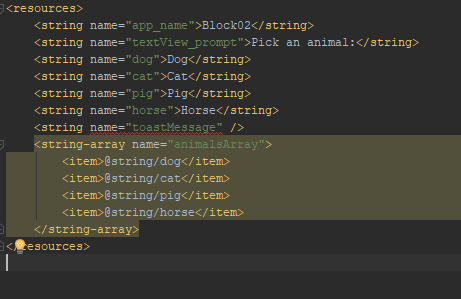 <resources>
    <string name="app_name">Block02</string>
    <string name="textView_prompt">Pick an animal:</string>
    <string name="dog">Dog</string>
    <string name="cat">Cat</string>
    <string name="pig">Pig</string>
    <string name="horse">Horse</string>
    <string name="toastMessage" />
    <string-array name="animalsArray">
        <item>@string/dog</item>
        <item>@string/cat</item>
        <item>@string/pig</item>
        <item>@string/horse</item>
    </string-array>
</resources>